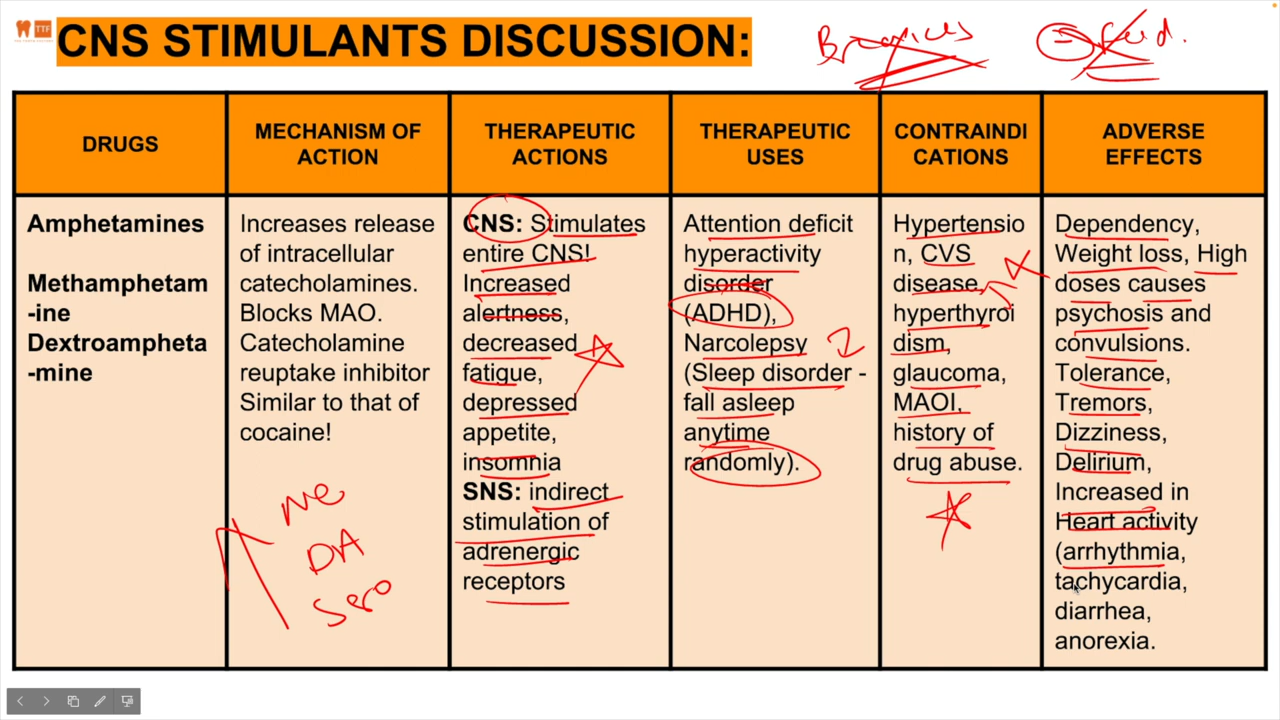 TTF
CNS STIMULANTS DISCUSSION:
DRUGS
MECHANISM OF
ACTION
THERAPEUTIC
ACTIONS
THERAPEUTIC
USES
CONTRAINDI
CATIONS
ADVERSE
EFFECTS
Amphetamines
Methamphetam
-ine
Dextroampheta
-mine
Increases release
of intracellular
catecholamines.
Blocks MAO.
Catecholamine
reuptake inhibitor
Similar to that of
cocaine!
NE
DA
Sero
CNS: Stimulates
entire CNS!
Increased
alertness,
decreased
fatigue,
depressed
appetite,
insomnia
SNS: indirect
stimulation of
adrenergic
receptors
Attention deficit
hyperactivity
disorder
(ADHD),
Narcolepsy
(Sleep disorder -
fall asleep
anytime
randomly).
2
Hypertensio
n, CVS
disease,
hyperthyroi
dism,
glaucoma,
MAOI,
history of
drug abuse.
Dependency,
Weight loss, High
doses causes
psychosis and
convulsions.
Tolerance,
Tremors,
Dizziness,
Delirium,
Increased in
Heart activity
(arrhythmia,
tachycardia,
diarrhea,
anorexia.